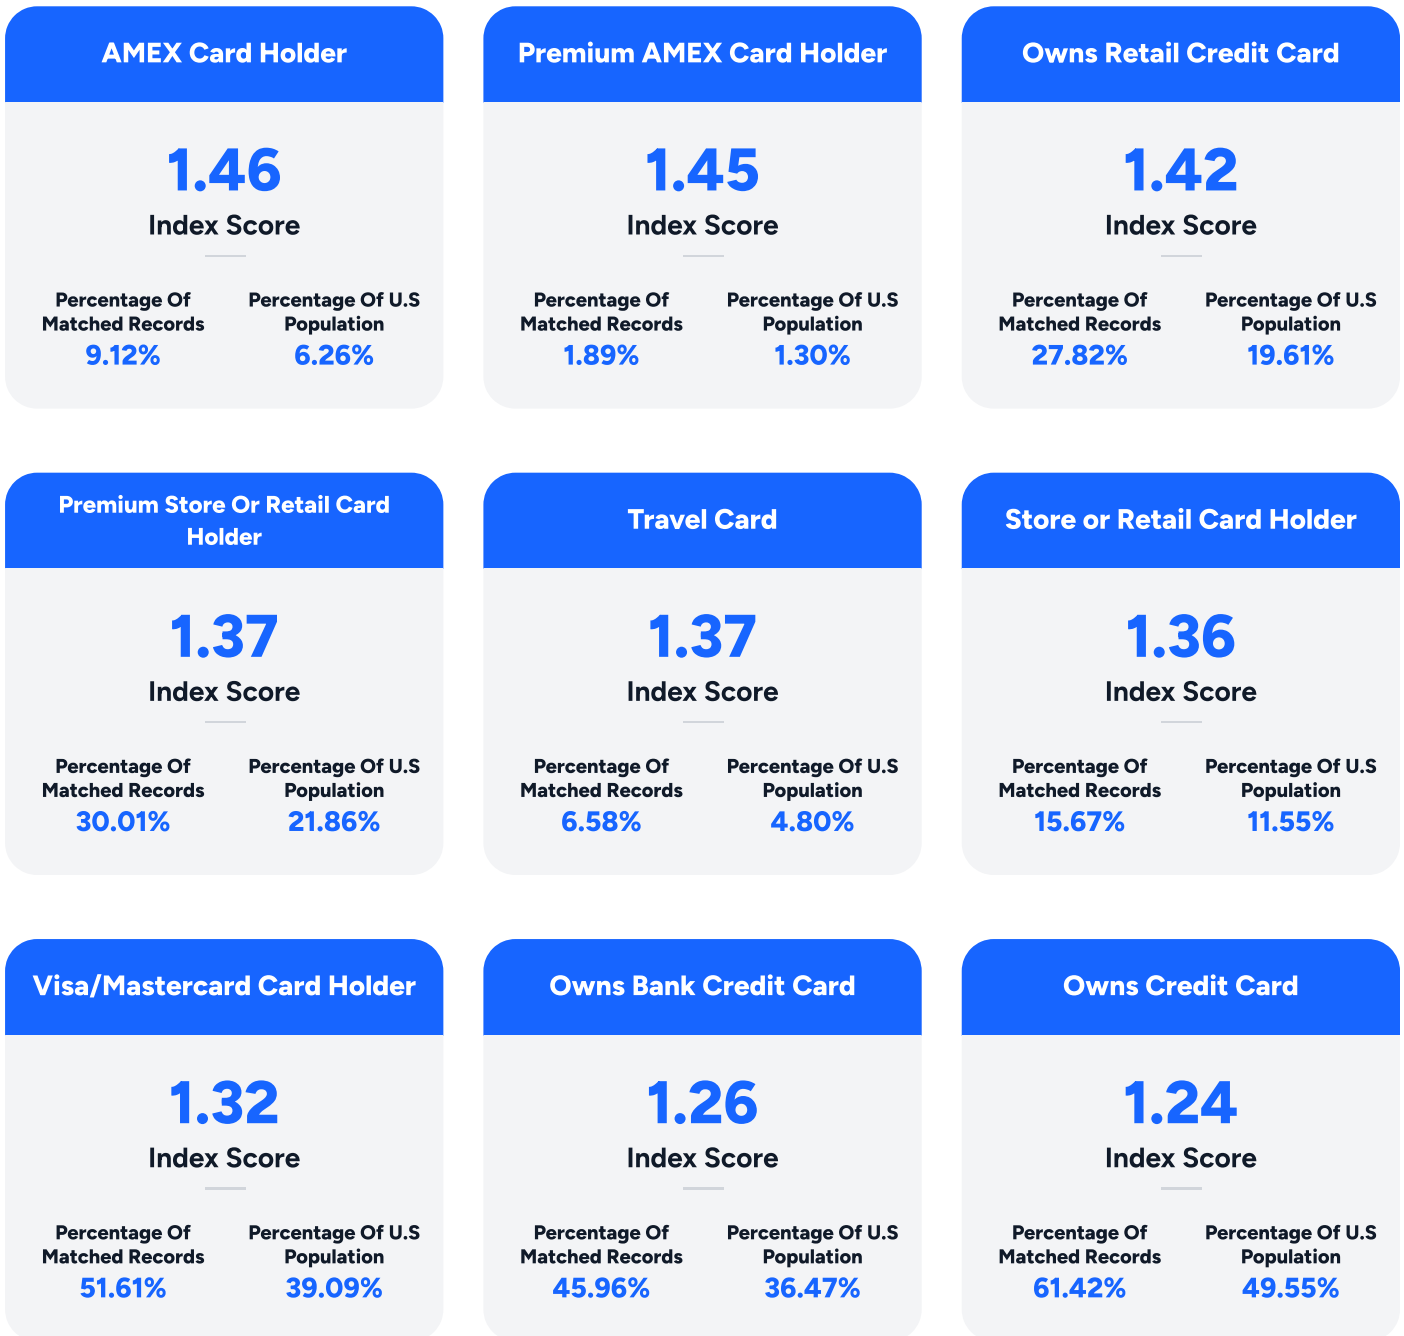 AMEX Card Holder
1.46
Index Score
Percentage Of
Matched Records
9.12%
Percentage Of U.S
Population
6.26%
Premium AMEX Card Holder
1.45
Index Score
Percentage Of
Matched Records
1.89%
Percentage Of U.S
Population
1.30%
Owns Retail Credit Card
1.42
Index Score
Percentage Of
Matched Records
27.82%
Percentage Of U.S
Population
19.61%
Premium Store Or Retail Card
Holder
1.37
Index Score
Percentage Of
Matched Records
30.01%
Percentage Of U.S
Population
21.86%
Travel Card
1.37
Index Score
Percentage Of
Matched Records
6.58%
Percentage Of U.S
Population
4.80%
Store or Retail Card Holder
1.36
Index Score
Percentage Of
Matched Records
15.67%
Percentage Of U.S
Population
11.55%
Visa/Mastercard Card Holder
1.32
Index Score
Percentage Of
Matched Records
51.61%
Percentage Of U.S
Population
39.09%
Owns Bank Credit Card
1.26
Index Score
Percentage Of
Matched Records
45.96%
Percentage Of U.S
Population
36.47%
Owns Credit Card
1.24
Index Score
Percentage Of
Matched Records
61.42%
Percentage Of U.S
Population
49.55%